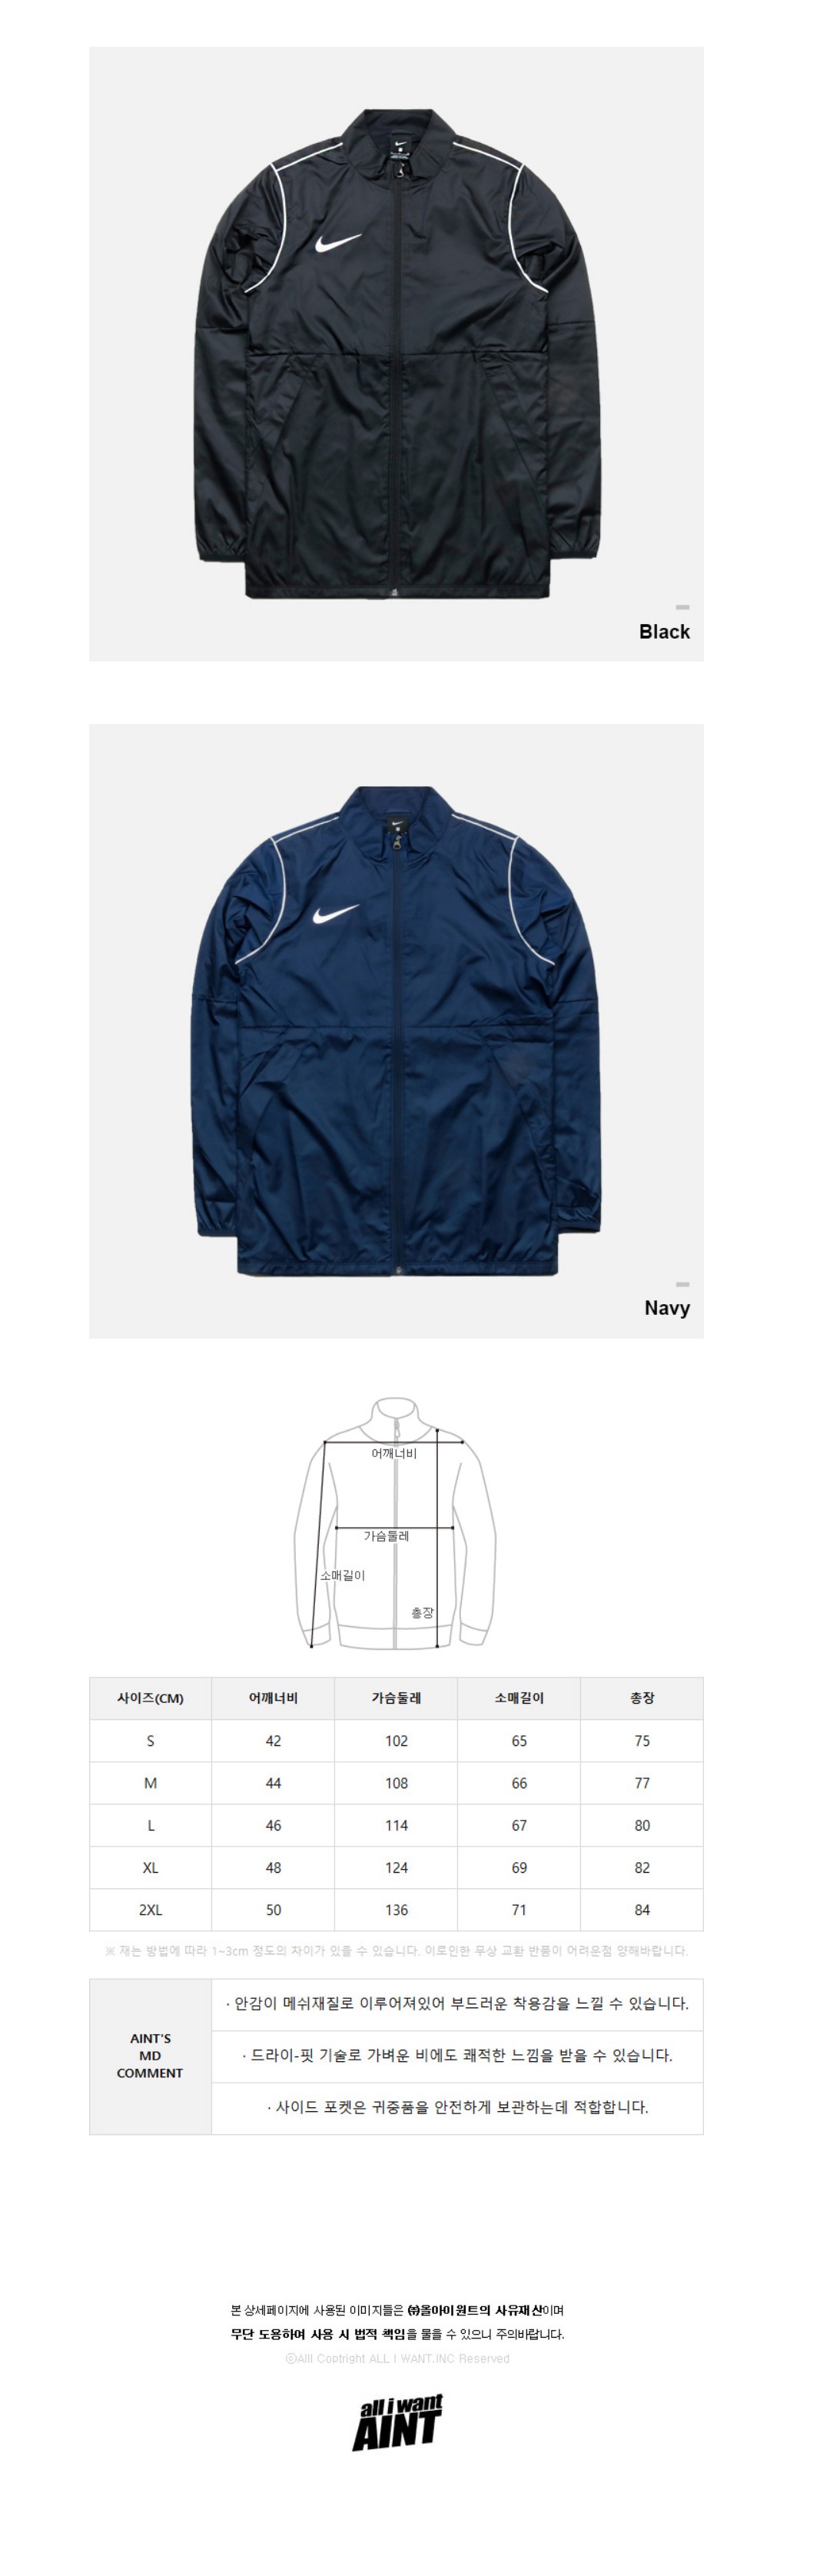 Black
Navy
어깨너비
가슴둘레
소매길이
총장
사이즈(CM) 어깨너비 가슴둘레 소매길이 총장
S 42 102 65 75
M 44 108 66 77
L 46 114 67 80
XL 48 124 69 82
2XL 50 136 71 84
※ 재는 방법에 따라 1~3cm 정도의 차이가 있을 수 있습니다. 이로인한 무상 교환 반품이 어려운점 양해바랍니다.
AINT'S
MD
COMMENT
· 안감이 메쉬재질로 이루어져있어 부드러운 착용감을 느낄 수 있습니다.
· 드라이-핏 기술로 가벼운 비에도 쾌적한 느낌을 받을 수 있습니다.
· 사이드 포켓은 귀중품을 안전하게 보관하는데 적합합니다.
본 상세페이지에 사용된 이미지들은 ㈜올아이원트의 사유재산이며
무단 도용하여 사용 시 법적 책임을 물을 수 있으니 주의바랍니다.
ⓒAlll Coptright ALL I WANT.INC Reserved
all i want
AINT